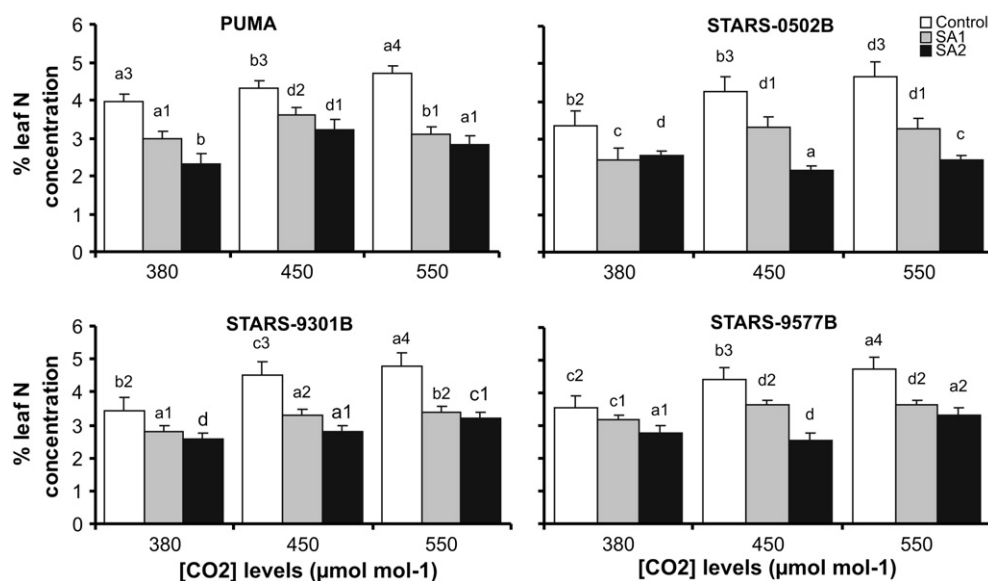 PUMA
% leaf N
concentration
6
5
4
3
2
1
0
a3
a1
b
b3
d2
d1
a4
b1
a1
380
450
550
STARS-0502B
Control
SA1
SA2
% leaf N
concentration
b2
c
d
b3
d1
a
d3
d1
c
380
450
550
STARS-9301B
% leaf N
concentration
6
5
4
3
2
1
0
b2
a1
d
c3
a2
a1
a4
b2
c1
380
450
550
[CO2] levels (µmol mol-1)
STARS-9577B
% leaf N
concentration
c2
c1
a1
b3
d2
d
a4
d2
a2
380
450
550
[CO2] levels (µmol mol-1)